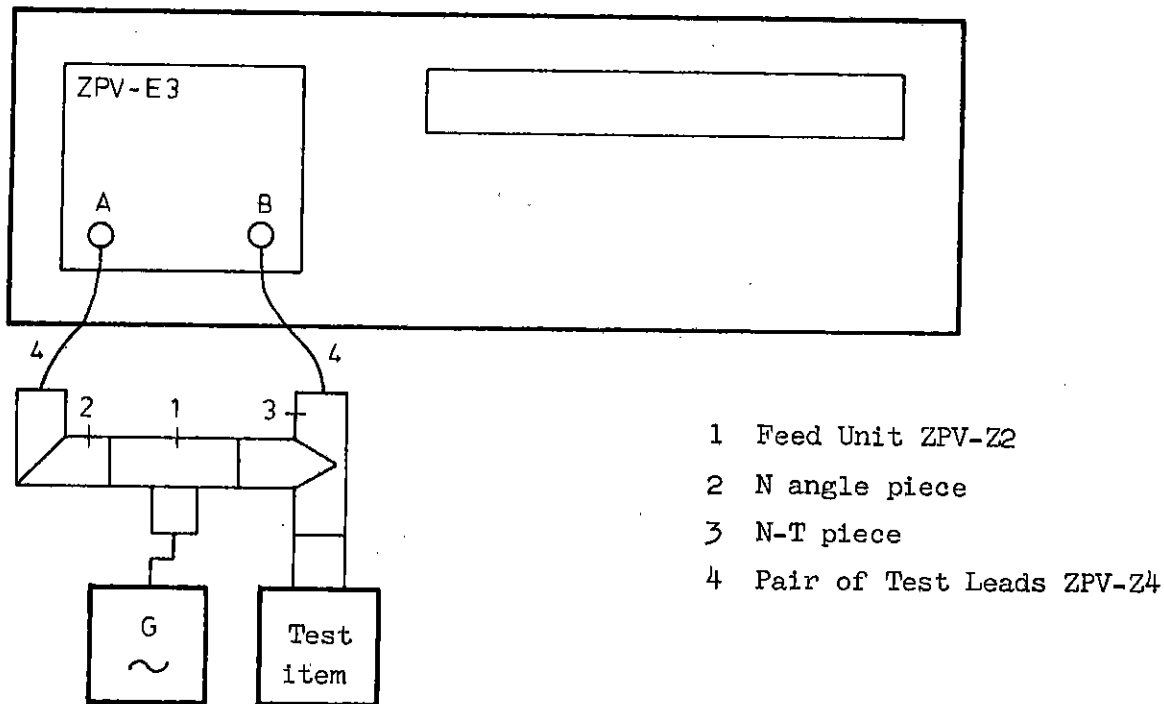 ZPV-E3
A
B
4
4
2
1
3
G
~
Test
item
1 Feed Unit ZPV-Z2
2 N angle piece
3 N-T piece
4 Pair of Test Leads ZPV-Z4